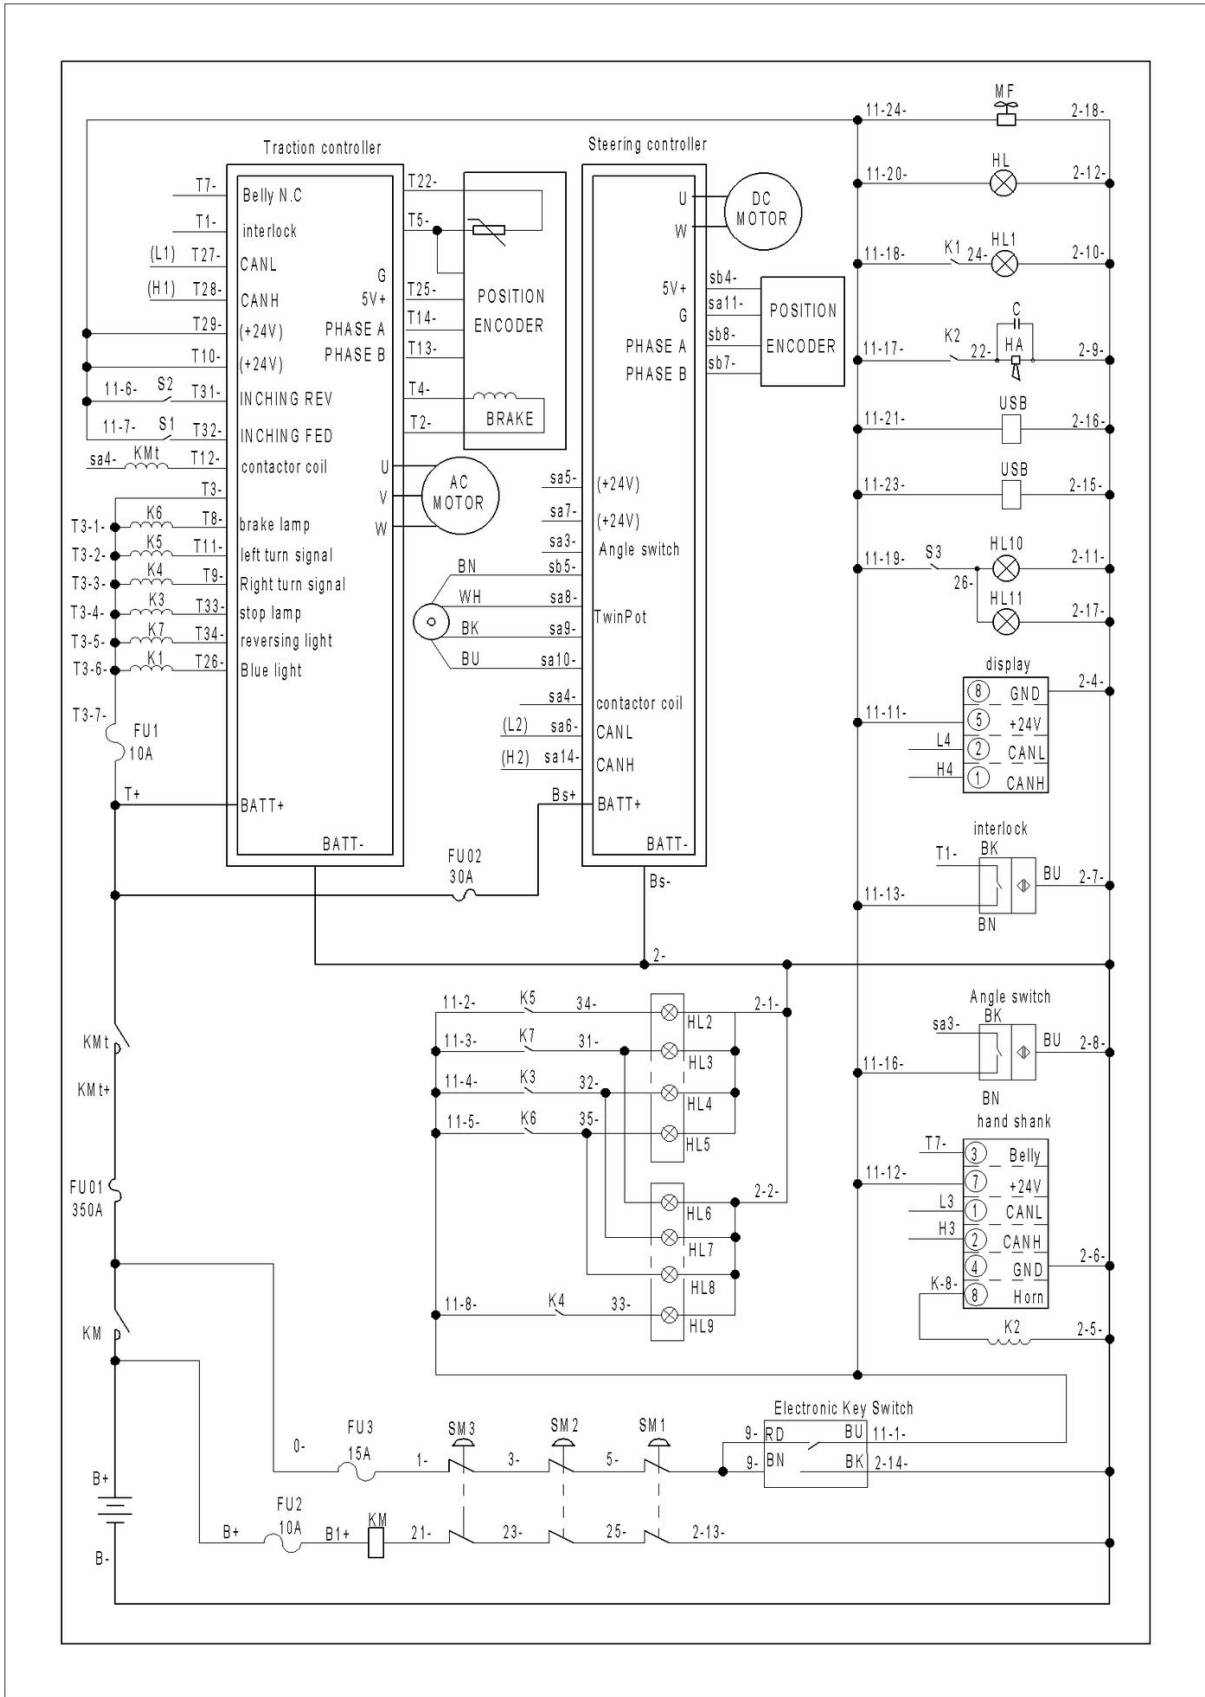 MF
11-24-
2-18-
Traction controller
Steering controller
T7-
Belly N.C
T22-
HL
11-20-
2-12-
T1-
interlock
T5-
U
W
DC
MOTOR
(L1) T27-
CANL
(H1) T28-
CANH
G
5V+
T25-
POSITION
ENCODER
T29-
(+24V)
PHASE A
T14-
T10-
(+24V)
PHASE B
T13-
11-6- S2 T31-
INCHING REV
T4-
11-7- S1 T32-
INCHING FED
T2-
BRAKE
sa4- KMt T12-
contactor coil
T3-
U
V
W
AC
MOTOR
T3-1- K6 T8-
brake lamp
T3-2- K5 T11-
left turn signal
T3-3- K4 T9-
Right turn signal
T3-4- K3 T33-
stop lamp
T3-5- K7 T34-
reversing light
T3-6- K1 T26-
Blue light
T3-7-
FU1
10A
T+
BATT+
BATT-
5V+
sb4-
G
sa11-
PHASE A
sb8-
PHASE B
sb7-
POSITION
ENCODER
sa5-
(+24V)
sa7-
(+24V)
sa3-
Angle switch
BN
sb5-
WH
sa8-
TwinPot
BK
sa9-
BU
sa10-
sa4-
contactor coil
(L2) sa6-
CANL
(H2) sa14-
CANH
Bs+
BATT+
BATT-
Bs-
FU02
30A
2-
11-18- K1 24- HL1 2-10-
C
11-17- K2 22- HA 2-9-
USB
11-21- 2-16-
USB
11-23- 2-15-
11-19- S3 HL10 2-11-
26-
HL11 2-17-
display
8 GND 2-4-
11-11- 5 +24V
L4 2 CANL
H4 1 CANH
interlock
T1- BK
BU 2-7-
11-13-
BN
Angle switch
sa3- BK
BU 2-8-
11-16-
BN
hand shank
T7- 3 Belly
11-12- 7 +24V
L3 1 CANL
H3 2 CANH
4 GND 2-6-
K-8- 8 Horn
K2 2-5-
KMt
KMt+
FU01
350A
KM
11-2- K5 34- HL2 2-1-
11-3- K7 31- HL3
11-4- K3 32- HL4
11-5- K6 35- HL5
HL6 2-2-
HL7
HL8
11-8- K4 33- HL9
Electronic Key Switch
0- FU3
15A
1- SM3 3- SM2 5- SM1
9- RD BU 11-1-
9- BN BK 2-14-
B+
B-
B+ FU2
10A
B1+ KM 21- 23- 25- 2-13-